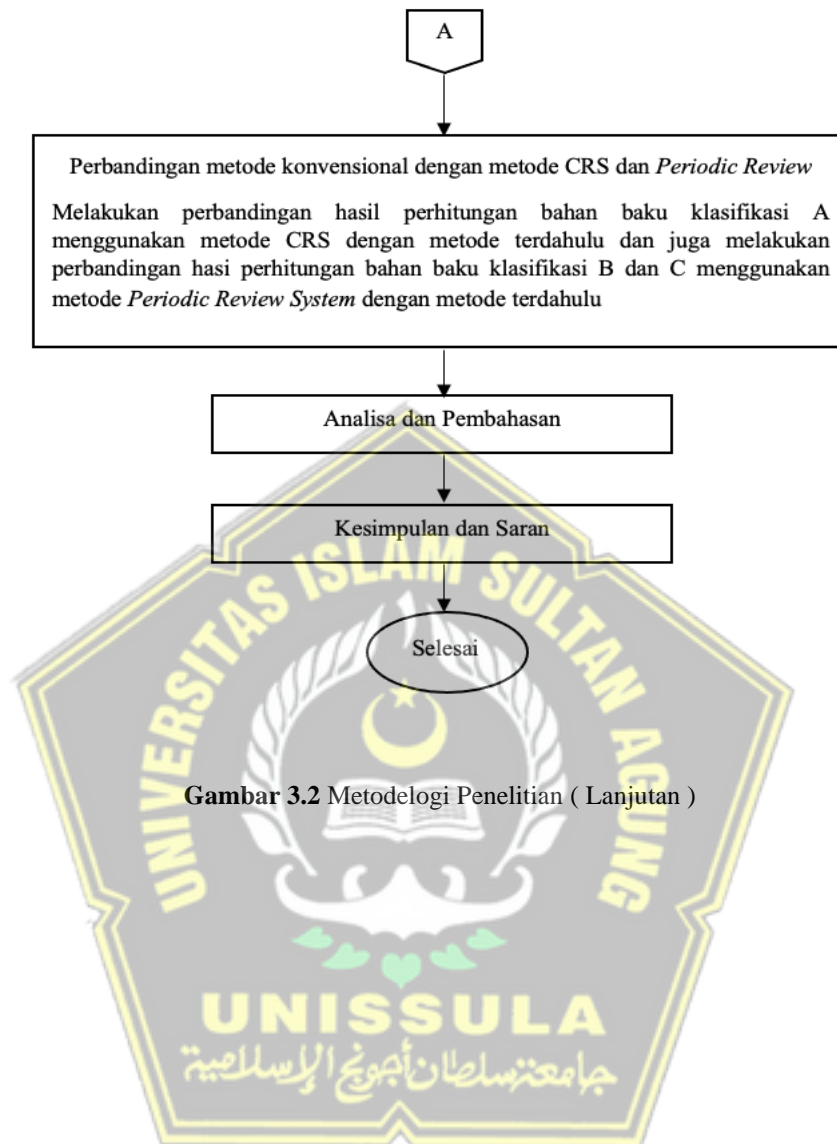 A
Perbandingan metode konvensional dengan metode CRS dan Periodic Review
Melakukan perbandingan hasil perhitungan bahan baku klasifikasi A
menggunakan metode CRS dengan metode terdahulu dan juga melakukan
perbandingan hasi perhitungan bahan baku klasifikasi B dan C menggunakan
metode Periodic Review System dengan metode terdahulu
Analisa dan Pembahasan
Kesimpulan dan Saran
Selesai
Gambar 3.2 Metodelogi Penelitian ( Lanjutan )
UNIVERSITAS ISLAM SULTAN AGUNG
UNISSULA
جامعة سلطان أجونج الإسلامية